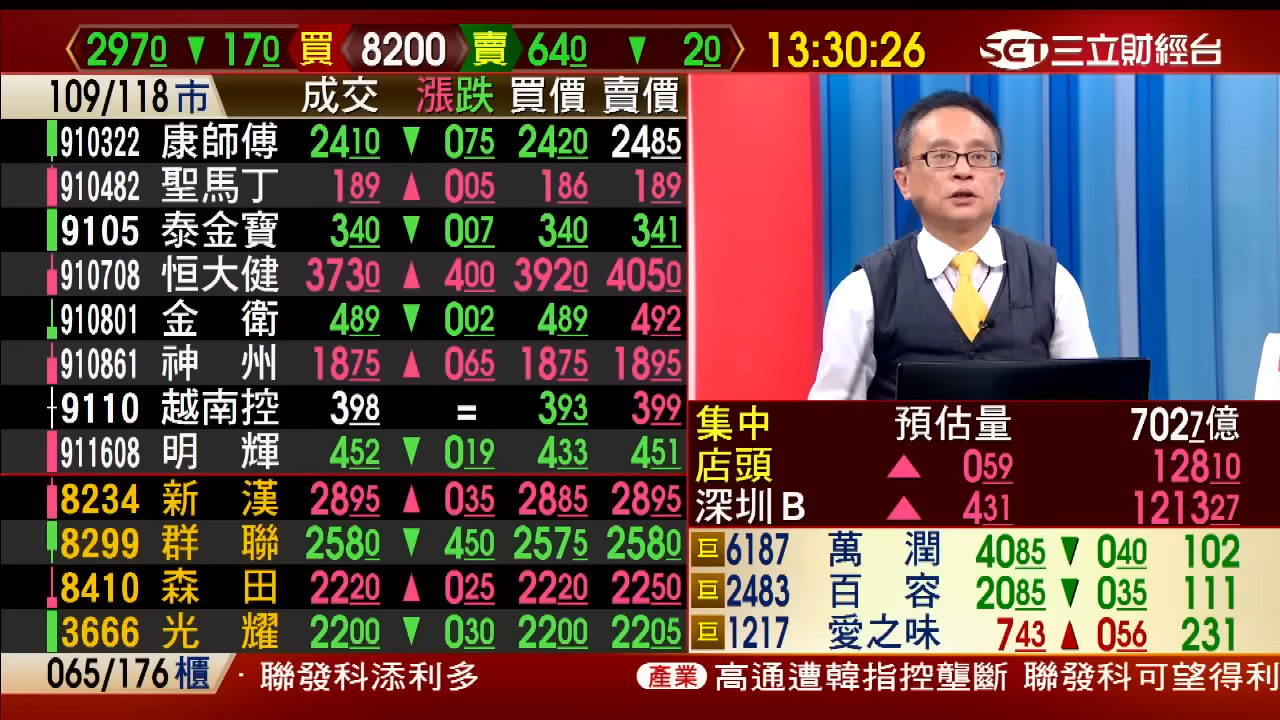 2970 ▼ 170 買 8200 賣 640 ▼ 20 13:30:26 SET三立財經台
109/118市 成交 漲跌 買價 賣價
910322 康師傅 2410 ▼ 075 2420 2485
910482 聖馬丁 189 ▲ 005 186 189
9105 泰金寶 340 ▼ 007 340 341
910708 恒大健 3730 ▲ 400 3920 4050
910801 金衛 489 ▼ 002 489 492
910861 神州 1875 ▲ 065 1875 1895
9110 越南控 398 = 393 399
911608 明輝 452 ▼ 019 433 451
8234 新漢 2895 ▲ 035 2885 2895
8299 群聯 2580 ▼ 450 2575 2580
8410 森田 2220 ▲ 025 2220 2250
3666 光耀 2200 ▼ 030 2200 2205
集中 預估量 7027億
店頭 ▲ 059 12810
深圳B ▲ 431 121327
巨 6187 萬潤 4085 ▼ 040 102
巨 2483 百容 2085 ▼ 035 111
巨 1217 愛之味 743 ▲ 056 231
065/176櫃 · 聯發科添利多 產業 高通遭韓指控壟斷 聯發科可望得利